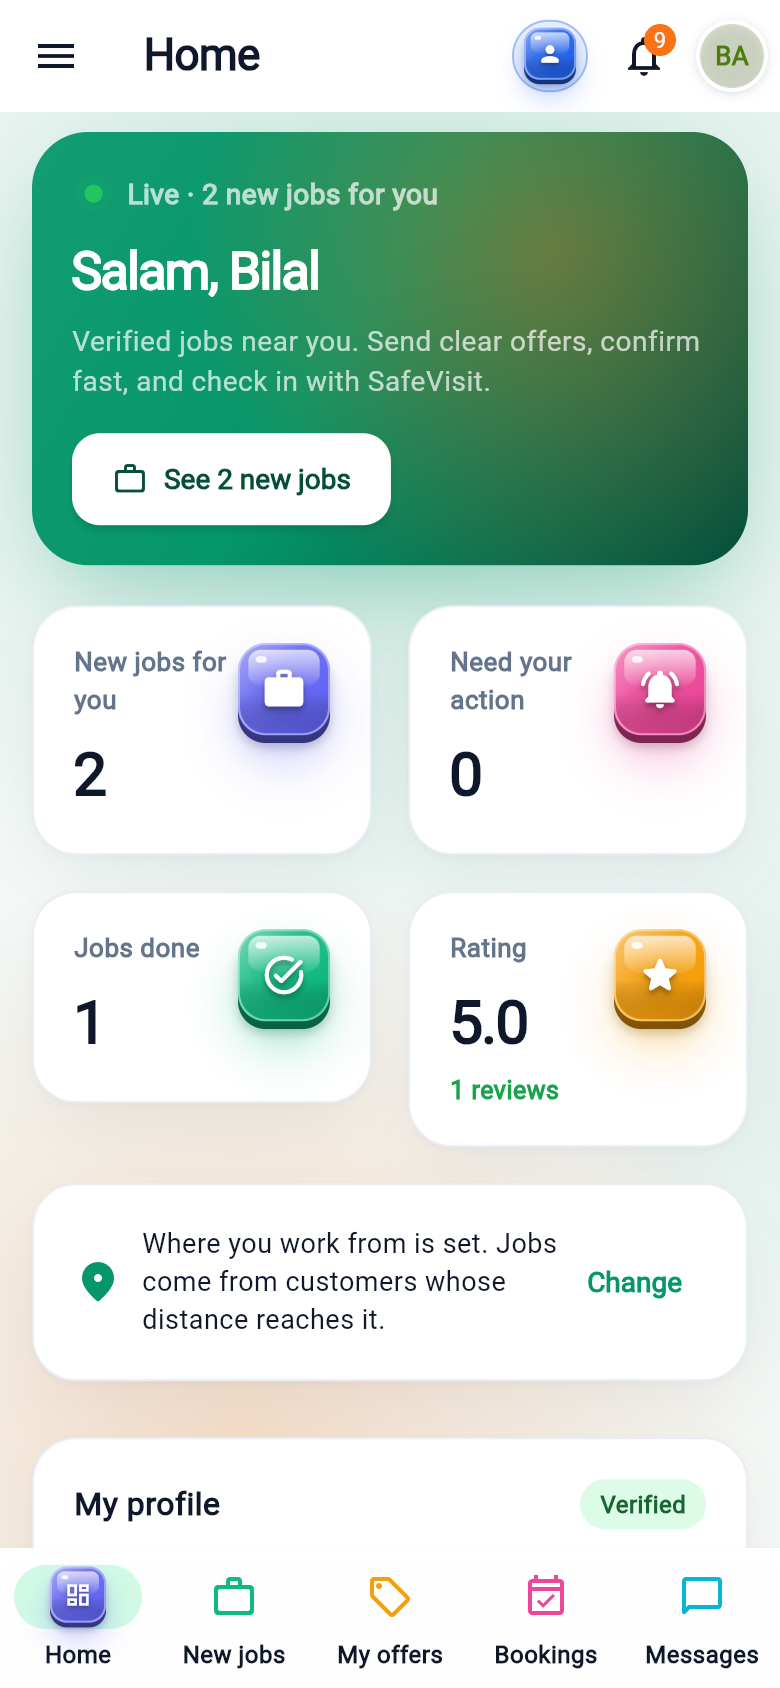 Home
9
BA
Live · 2 new jobs for you
Salam, Bilal
Verified jobs near you. Send clear offers, confirm
fast, and check in with SafeVisit.
See 2 new jobs
New jobs for
you
2
Need your
action
0
Jobs done
1
Rating
5.0
1 reviews
Where you work from is set. Jobs
come from customers whose
distance reaches it.
Change
My profile
Verified
Home
New jobs
My offers
Bookings
Messages